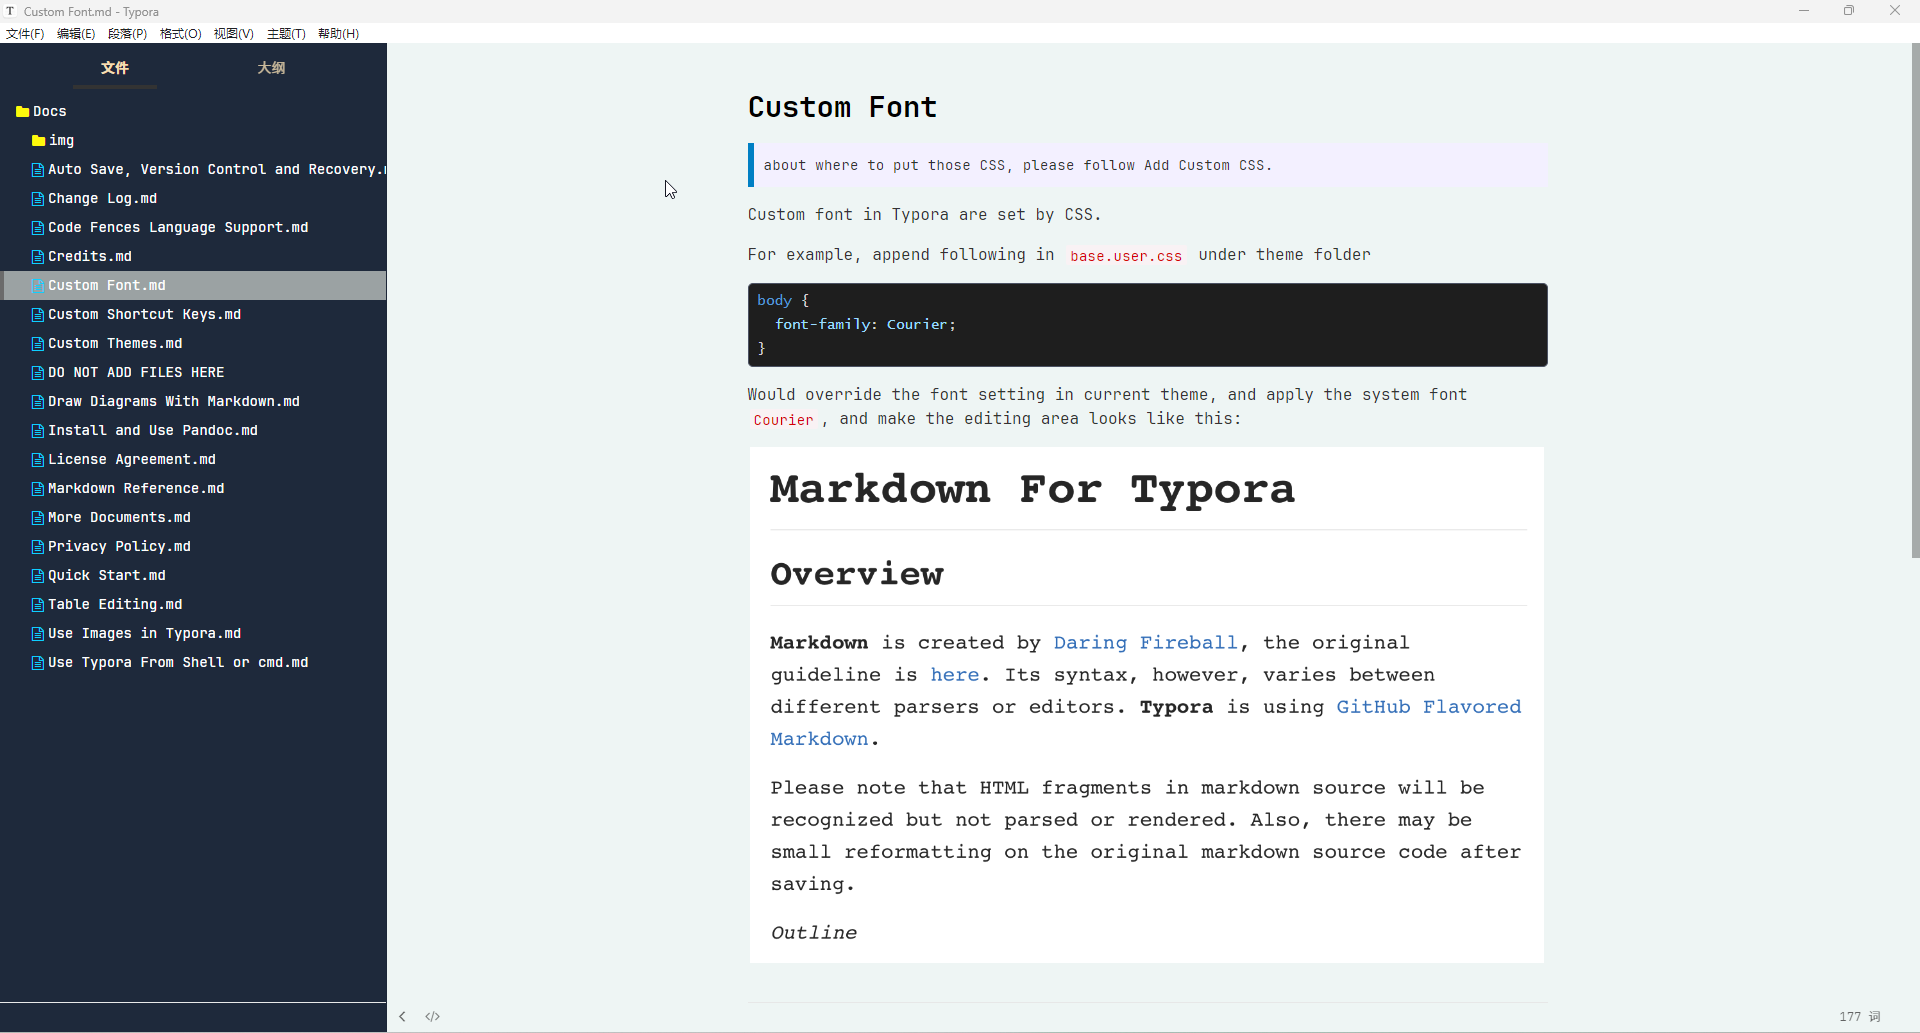 T Custom Font.md - Typora
文件(F) 编辑(E) 段落(P) 格式(O) 视图(V) 主题(T) 帮助(H)
文件 大纲
Docs
img
Auto Save, Version Control and Recovery.
Change Log.md
Code Fences Language Support.md
Credits.md
Custom Font.md
Custom Shortcut Keys.md
Custom Themes.md
DO NOT ADD FILES HERE
Draw Diagrams With Markdown.md
Install and Use Pandoc.md
License Agreement.md
Markdown Reference.md
More Documents.md
Privacy Policy.md
Quick Start.md
Table Editing.md
Use Images in Typora.md
Use Typora From Shell or cmd.md
Custom Font
about where to put those CSS, please follow Add Custom CSS.
Custom font in Typora are set by CSS.
For example, append following in base.user.css under theme folder
body {
font-family: Courier;
}
Would override the font setting in current theme, and apply the system font
Courier , and make the editing area looks like this:
Markdown For Typora
Overview
Markdown is created by Daring Fireball, the original
guideline is here. Its syntax, however, varies between
different parsers or editors. Typora is using GitHub Flavored
Markdown.
Please note that HTML fragments in markdown source will be
recognized but not parsed or rendered. Also, there may be
small reformatting on the original markdown source code after
saving.
Outline
</> 177 词